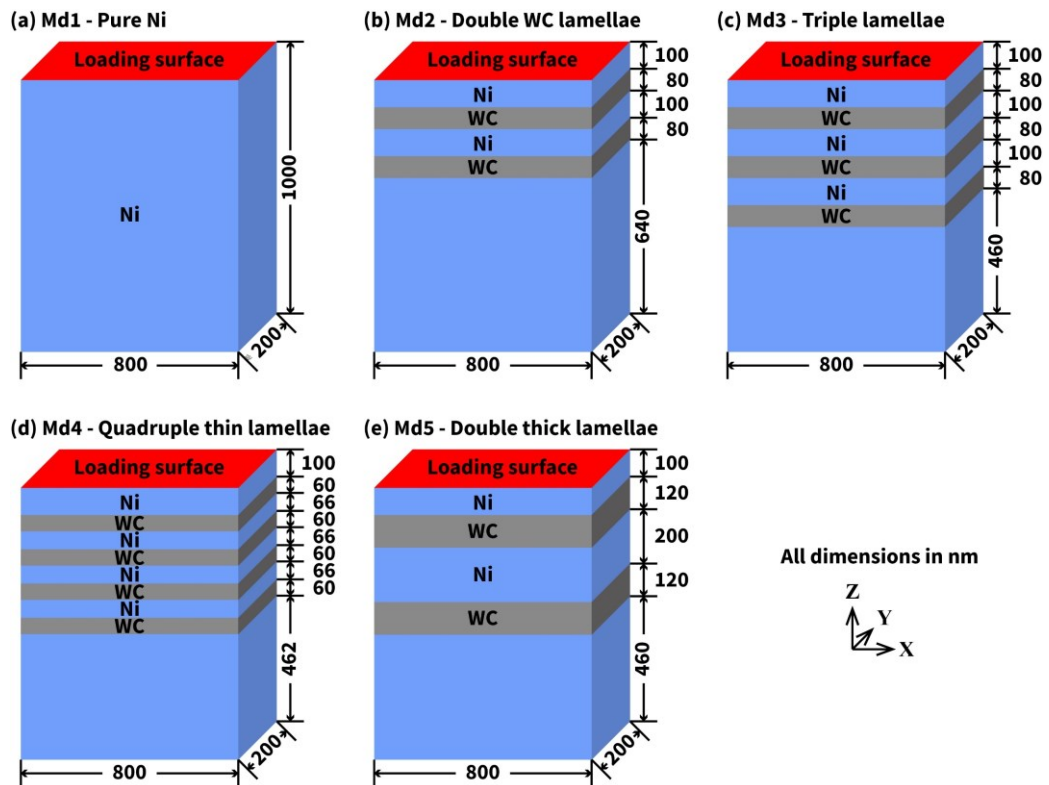 (a) Md1 - Pure Ni
Loading surface
Ni
1000
200
800
(b) Md2 - Double WC lamellae
Loading surface
100
80
100
80
Ni
WC
Ni
WC
640
200
800
(c) Md3 - Triple lamellae
Loading surface
100
80
100
80
100
80
Ni
WC
Ni
WC
Ni
WC
460
200
800
(d) Md4 - Quadruple thin lamellae
Loading surface
100
60
66
60
66
60
66
60
Ni
WC
Ni
WC
Ni
WC
Ni
WC
462
200
800
(e) Md5 - Double thick lamellae
Loading surface
100
120
200
120
Ni
WC
Ni
WC
460
200
800
All dimensions in nm
Z
Y
X